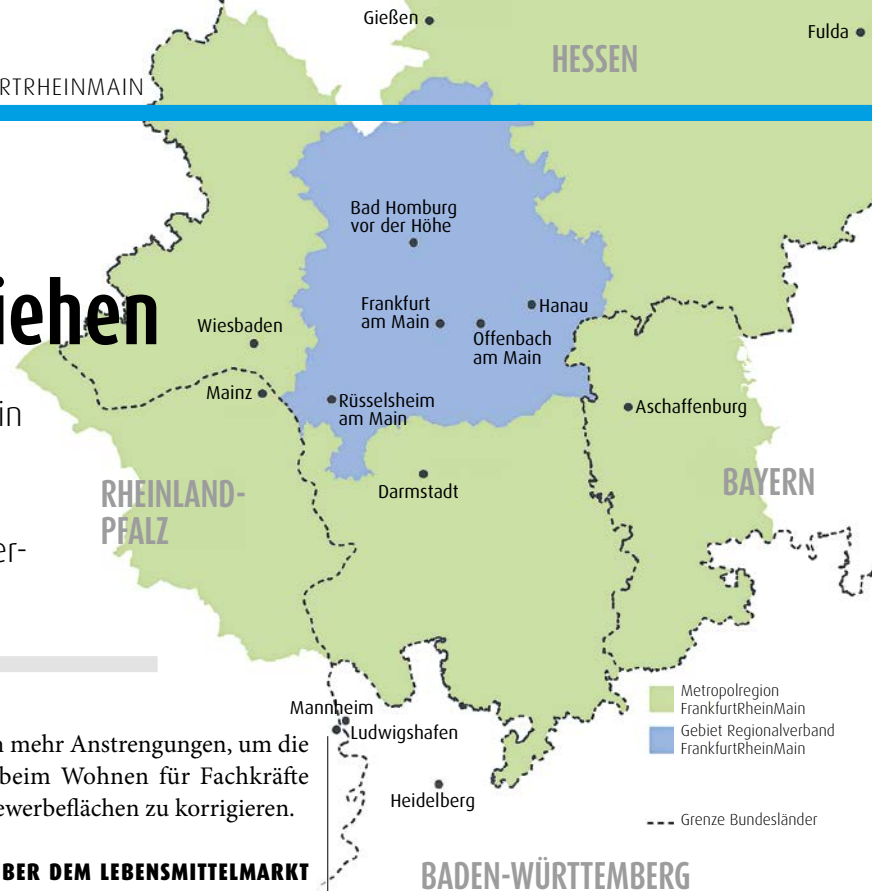 Gießen
Fulda
HESSEN
RTRHEINMAIN
Bad Homburg
vor der Höhe
iehen
Frankfurt
am Main
Hanau
Wiesbaden
Offenbach
am Main
Mainz
Rüsselsheim
am Main
in
Aschaffenburg
RHEINLAND-
PFALZ
Darmstadt
BAYERN
er-
Metropolregion
FrankfurtRheinMain
Gebiet Regionalverband
FrankfurtRheinMain
Grenze Bundesländer
Mannheim
Ludwigshafen
Heidelberg
n mehr Anstrengungen, um die
beim Wohnen für Fachkräfte
ewerbeflächen zu korrigieren.
BER DEM LEBENSMITTELMARKT
BADEN-WÜRTTEMBERG